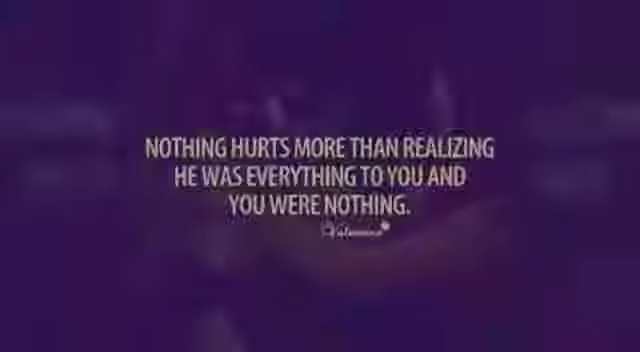 NOTHING HURTS MORE THAN REALIZING
HE WAS EVERYTHING TO YOU AND
YOU WERE NOTHING.